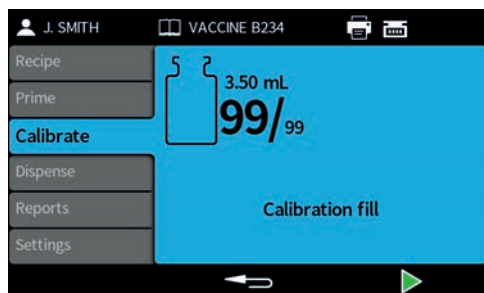 J. SMITH
VACCINE B234
Recipe
Prime
Calibrate
Dispense
Reports
Settings
3.50 mL
99/99
Calibration fill